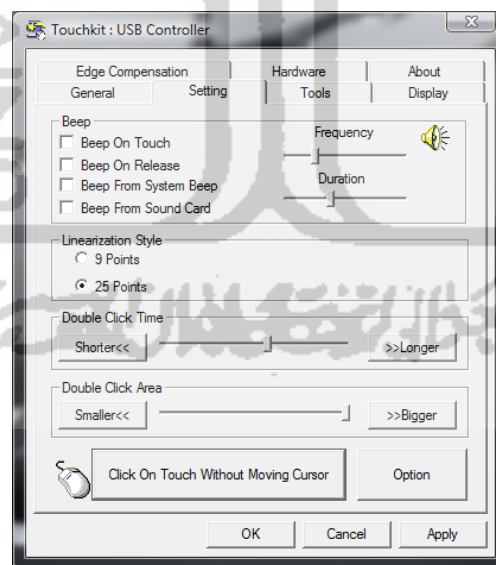 Touchkit : USB Controller
Edge Compensation Hardware About
General Setting Tools Display
Beep
Beep On Touch
Beep On Release
Beep From System Beep
Beep From Sound Card
Frequency
Duration
Linearization Style
9 Points
25 Points
Double Click Time
Shorter<< >>Longer
Double Click Area
Smaller<< >>Bigger
Click On Touch Without Moving Cursor Option
OK Cancel Apply